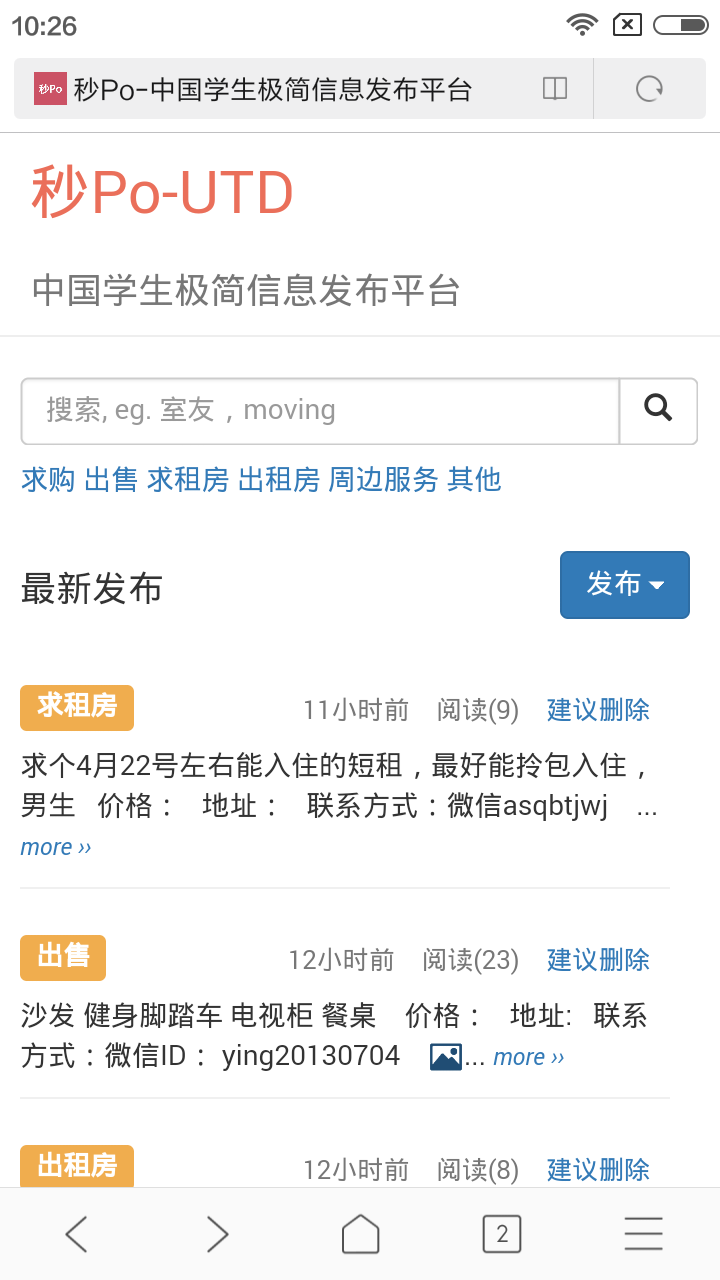 10:26
秒Po 秒Po-中国学生极简信息发布平台
秒Po-UTD
中国学生极简信息发布平台
搜索, eg. 室友，moving
求购 出售 求租房 出租房 周边服务 其他
最新发布 发布
求租房 11小时前 阅读(9) 建议删除
求个4月22号左右能入住的短租，最好能拎包入住，
男生 价格： 地址： 联系方式：微信asqbtjwj ...
more ››
出售 12小时前 阅读(23) 建议删除
沙发 健身脚踏车 电视柜 餐桌 价格： 地址: 联系
方式：微信ID： ying20130704 ... more ››
出租房 12小时前 阅读(8) 建议删除
2